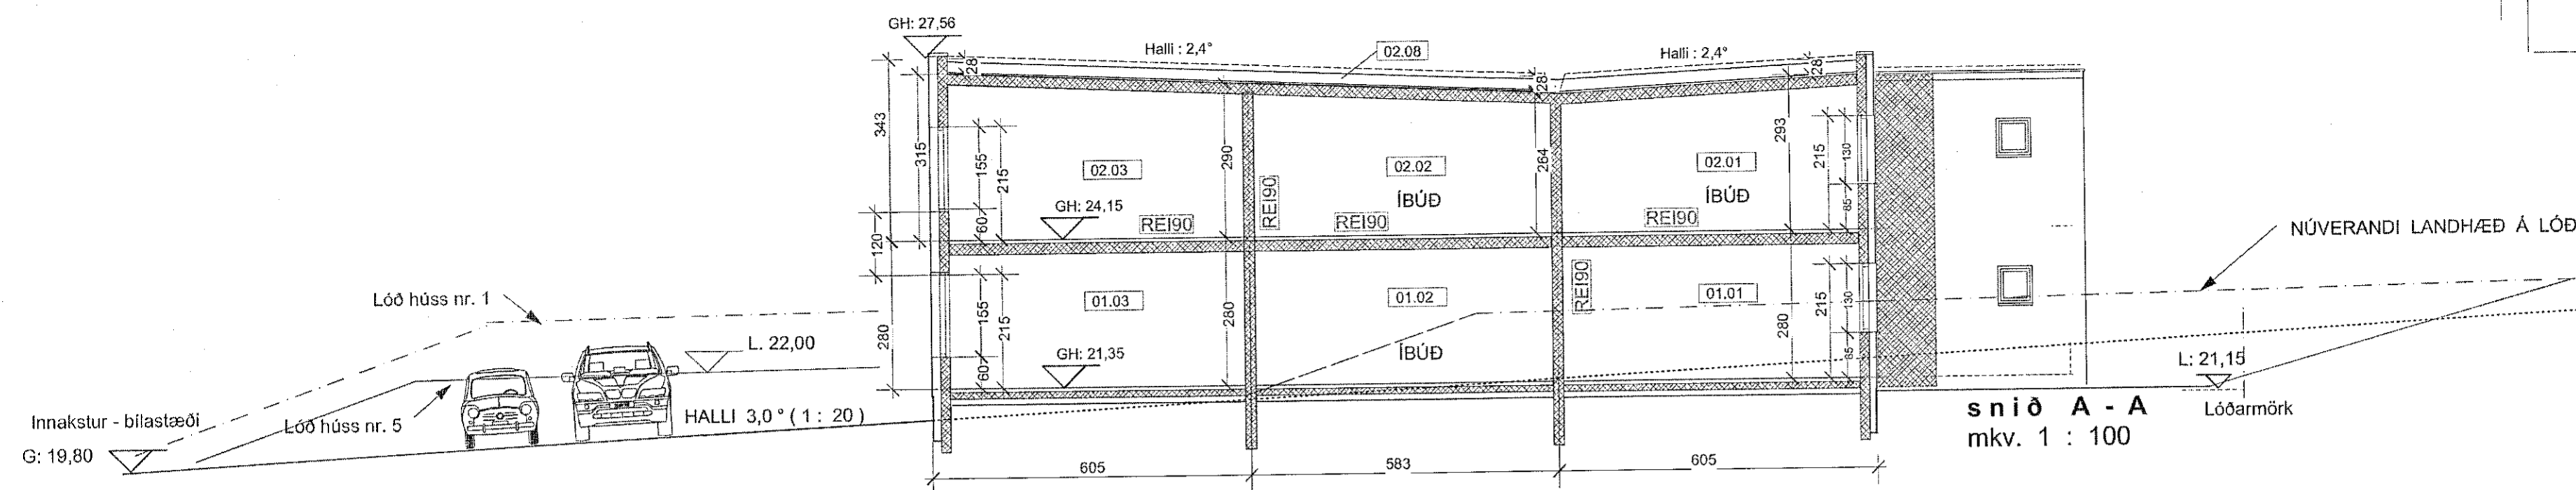 GH: 27,56
Halli : 2,4°
02.08
Halli : 2,4°
28
28
28
343
315
155
215
60
02.03
290
REI90
02.02
ÍBÚÐ
264
02.01
ÍBÚÐ
293
215
130
85
GH: 24,15
REI90
REI90
REI90
120
NÚVERANDI LANDHÆÐ Á LÓÐ
Lóð húss nr. 1
L. 22,00
280
155
215
60
01.03
280
01.02
ÍBÚÐ
REI90
01.01
280
215
130
85
GH: 21,35
L: 21,15
Innakstur - bílastæði
Lóð húss nr. 5
HALLI 3,0 ° ( 1 : 20 )
G: 19,80
snið A - A
mkv. 1 : 100
Lóðarmörk
605
583
605